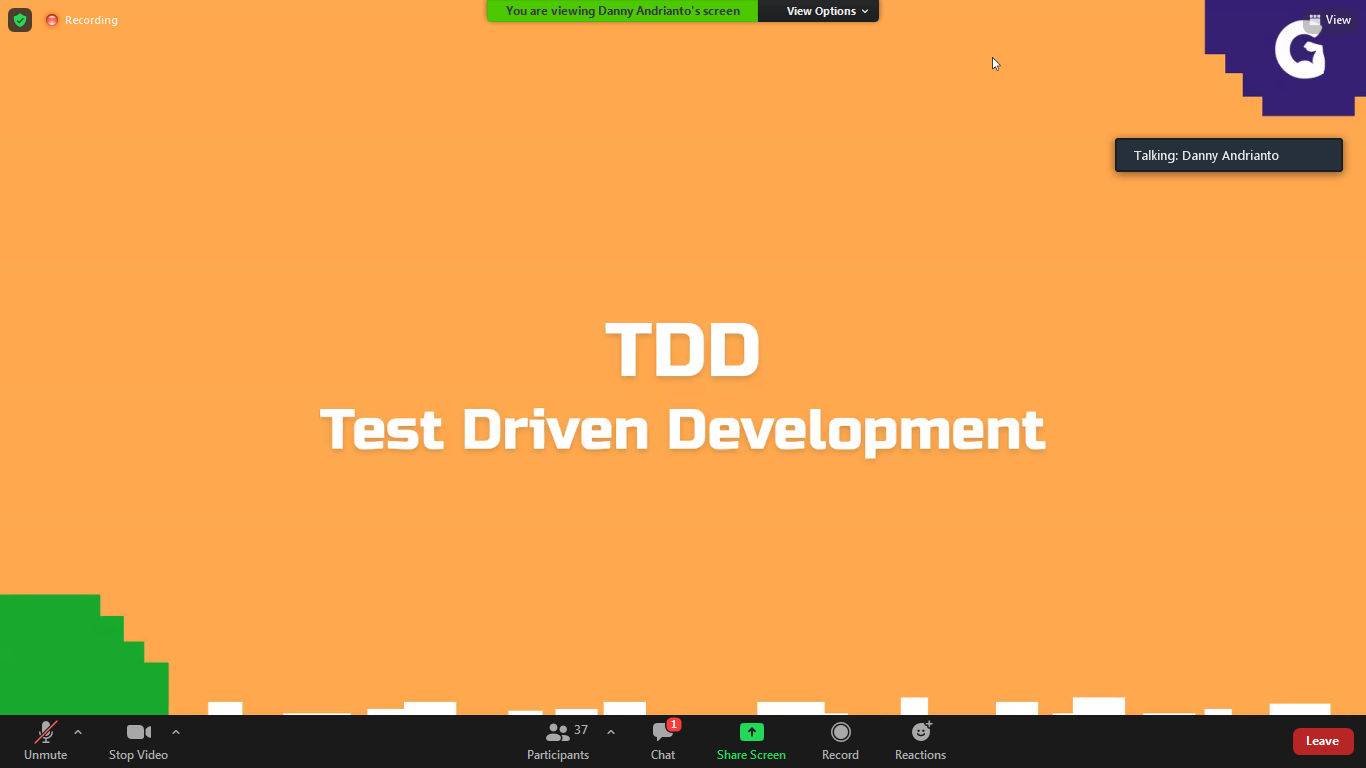 Recording
You are viewing Danny Andrianto's screen
View Options
View
G
Talking: Danny Andrianto
TDD
Test Driven Development
Unmute
Stop Video
37
Participants
1
Chat
Share Screen
Record
Reactions
Leave